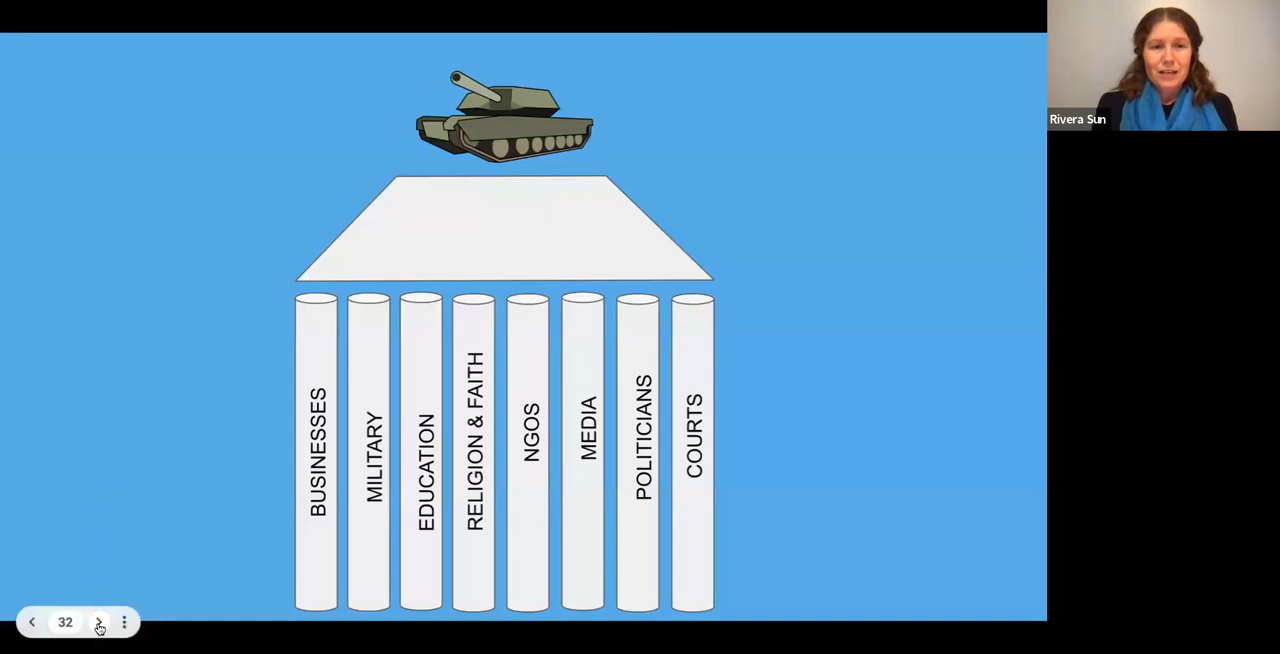 Rivera Sun
BUSINESSES
MILITARY
EDUCATION
RELIGION & FAITH
NGOS
MEDIA
POLITICIANS
COURTS
32